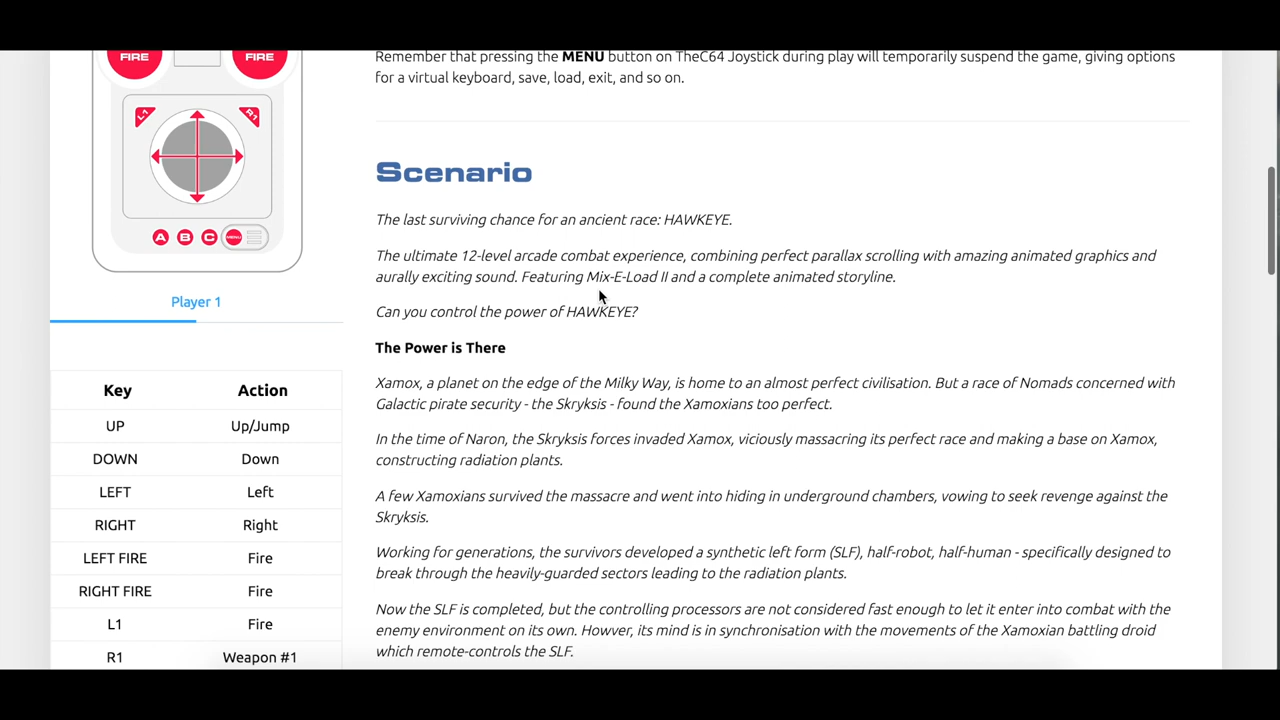 FIRE FIRE
L1 R1
A B C MENU
Player 1
Key Action
UP Up/Jump
DOWN Down
LEFT Left
RIGHT Right
LEFT FIRE Fire
RIGHT FIRE Fire
L1 Fire
R1 Weapon #1
Remember that pressing the MENU button on TheC64 Joystick during play will temporarily suspend the game, giving options
for a virtual keyboard, save, load, exit, and so on.
Scenario
The last surviving chance for an ancient race: HAWKEYE.
The ultimate 12-level arcade combat experience, combining perfect parallax scrolling with amazing animated graphics and
aurally exciting sound. Featuring Mix-E-Load II and a complete animated storyline.
Can you control the power of HAWKEYE?
The Power is There
Xamox, a planet on the edge of the Milky Way, is home to an almost perfect civilisation. But a race of Nomads concerned with
Galactic pirate security - the Skryksis - found the Xamoxians too perfect.
In the time of Naron, the Skryksis forces invaded Xamox, viciously massacring its perfect race and making a base on Xamox,
constructing radiation plants.
A few Xamoxians survived the massacre and went into hiding in underground chambers, vowing to seek revenge against the
Skryksis.
Working for generations, the survivors developed a synthetic left form (SLF), half-robot, half-human - specifically designed to
break through the heavily-guarded sectors leading to the radiation plants.
Now the SLF is completed, but the controlling processors are not considered fast enough to let it enter into combat with the
enemy environment on its own. Howver, its mind is in synchronisation with the movements of the Xamoxian battling droid
which remote-controls the SLF.